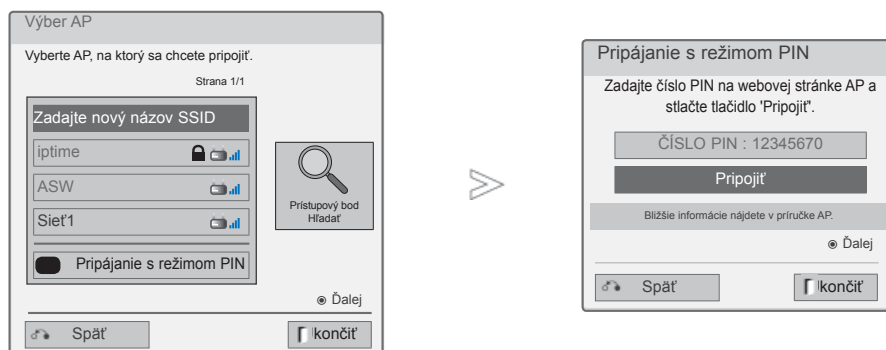 Výber AP
Vyberte AP, na ktorý sa chcete pripojiť.
Strana 1/1
Zadajte nový názov SSID
iptime
ASW
Sieť1
Pripájanie s režimom PIN
Prístupový bod
Hľadať
Ďalej
Späť
končiť
Pripájanie s režimom PIN
Zadajte číslo PIN na webovej stránke AP a
stlačte tlačidlo 'Pripojiť'.
ČÍSLO PIN : 12345670
Pripojiť
Bližšie informácie nájdete v príručke AP.
Ďalej
Späť
končiť